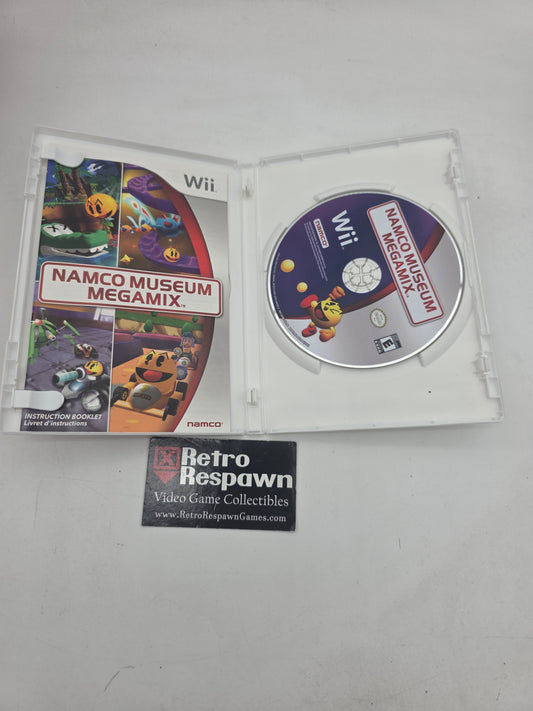 Wii
NAMCO MUSEUM
MEGAMIX™
INSTRUCTION BOOKLET
Livret d'instructions
namco
Wii
namco
NAMCO MUSEUM
MEGAMIX
E
Retro
Respawn
Video Game Collectibles
www.RetroRespawnGames.com